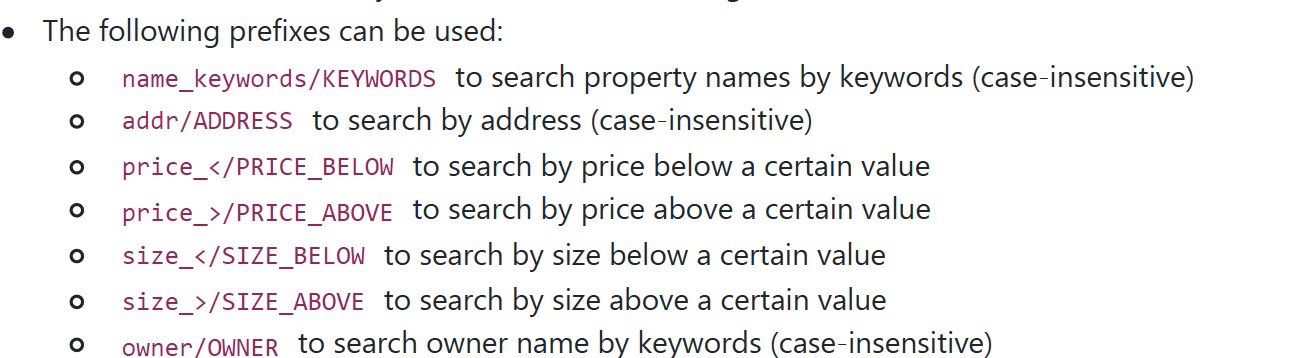 The following prefixes can be used:
name_keywords/KEYWORDS to search property names by keywords (case-insensitive)
addr/ADDRESS to search by address (case-insensitive)
price_</PRICE_BELOW to search by price below a certain value
price_>/PRICE_ABOVE to search by price above a certain value
size_</SIZE_BELOW to search by size below a certain value
size_>/SIZE_ABOVE to search by size above a certain value
owner/OWNER to search owner name by keywords (case-insensitive)